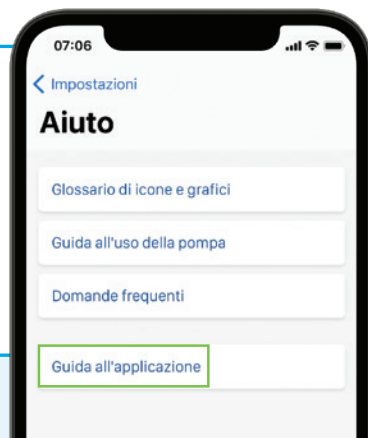 07:06
Impostazioni
Aiuto
Glossario di icone e grafici
Guida all'uso della pompa
Domande frequenti
Guida all'applicazione